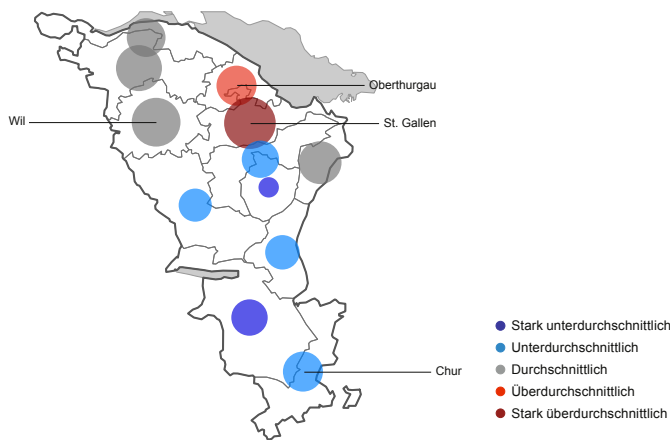 Oberthurgau
Wil
St. Gallen
Chur
Stark unterdurchschnittlich
Unterdurchschnittlich
Durchschnittlich
Überdurchschnittlich
Stark überdurchschnittlich